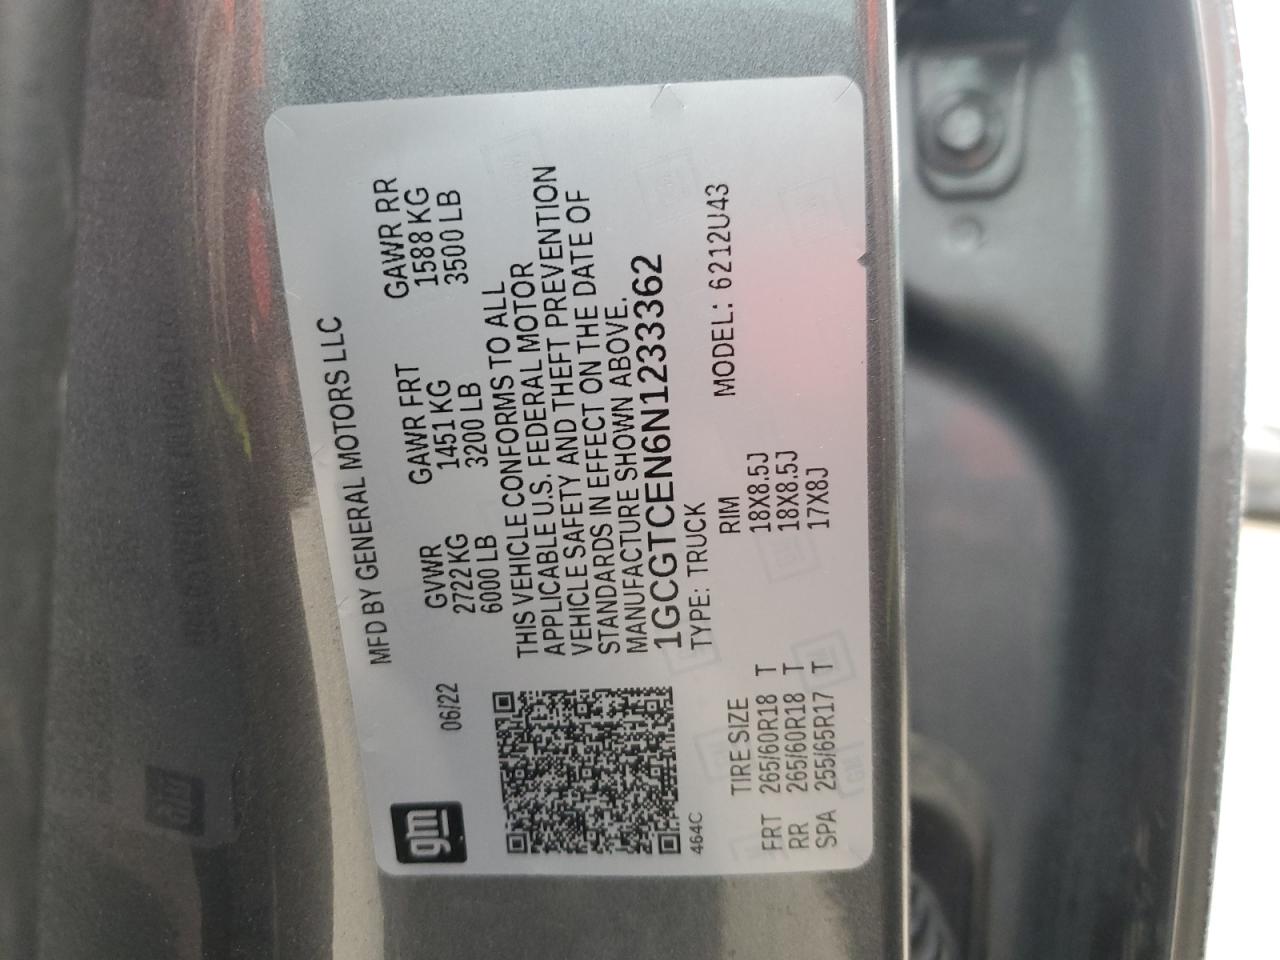 gm
MFD BY GENERAL MOTORS LLC
06/22
GVWR GAWR FRT GAWR RR
2722 KG 1451 KG 1588 KG
6000 LB 3200 LB 3500 LB
THIS VEHICLE CONFORMS TO ALL
APPLICABLE U.S. FEDERAL MOTOR
VEHICLE SAFETY AND THEFT PREVENTION
STANDARDS IN EFFECT ON THE DATE OF
MANUFACTURE SHOWN ABOVE.
1GCGTCEN6N1233362
TYPE: TRUCK MODEL: 6212U43
464C
TIRE SIZE RIM
FRT 265/60R18 T 18X8.5J
RR 265/60R18 T 18X8.5J
SPA 255/65R17 T 17X8J